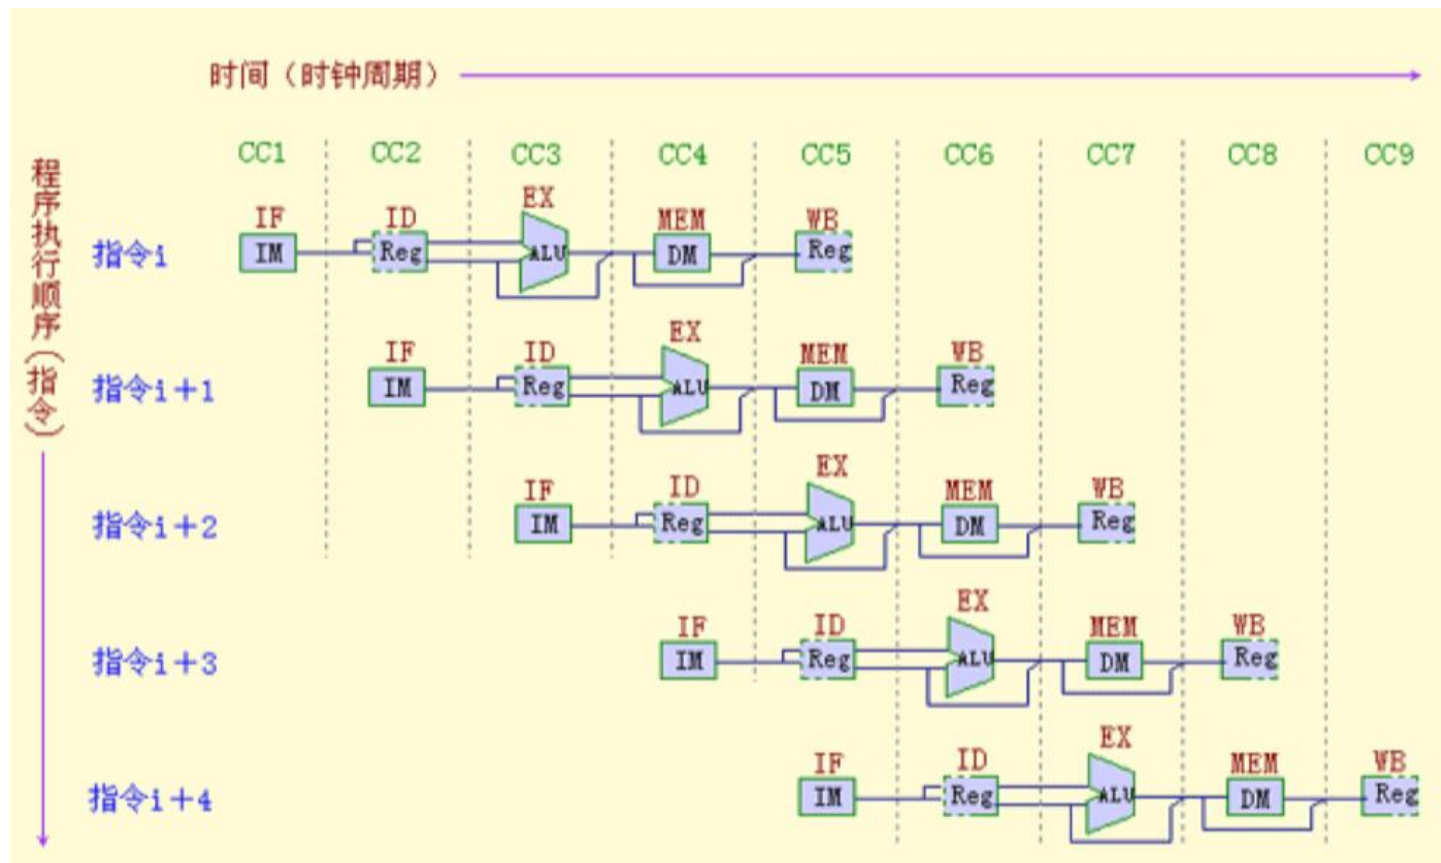 时间（时钟周期）
CC1 CC2 CC3 CC4 CC5 CC6 CC7 CC8 CC9
程序执行顺序（指令）
IF ID EX MEM WB
指令i IM Reg ALU DM Reg
IF ID EX MEM WB
指令i+1 IM Reg ALU DM Reg
IF ID EX MEM WB
指令i+2 IM Reg ALU DM Reg
IF ID EX MEM WB
指令i+3 IM Reg ALU DM Reg
IF ID EX MEM WB
指令i+4 IM Reg ALU DM Reg